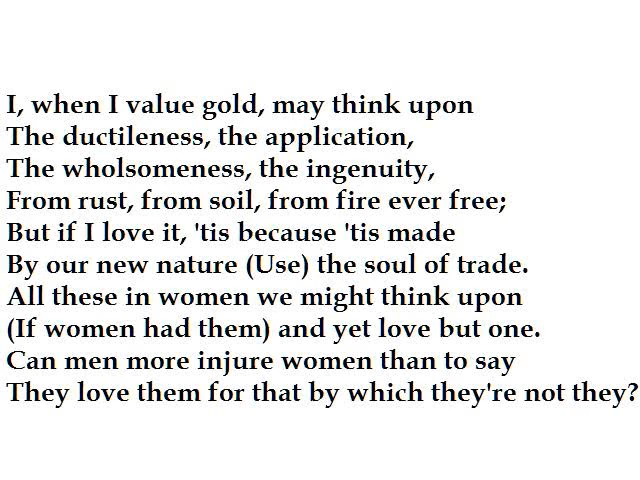 I, when I value gold, may think upon
The ductileness, the application,
The wholsomeness, the ingenuity,
From rust, from soil, from fire ever free;
But if I love it, 'tis because 'tis made
By our new nature (Use) the soul of trade.
All these in women we might think upon
(If women had them) and yet love but one.
Can men more injure women than to say
They love them for that by which they're not they?